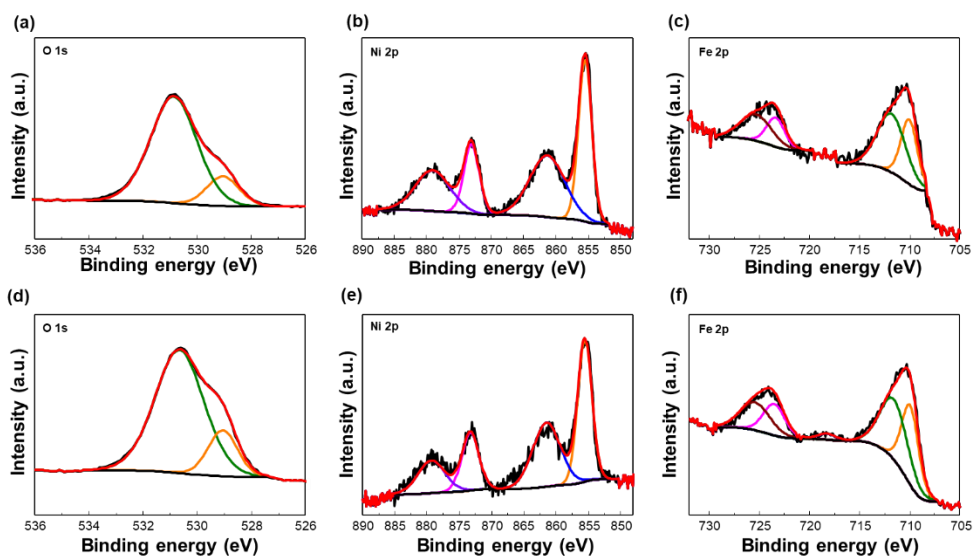 (a)
O 1s
Intensity (a.u.)
536 534 532 530 528 526
Binding energy (eV)
(b)
Ni 2p
Intensity (a.u.)
890 885 880 875 870 865 860 855 850
Binding energy (eV)
(c)
Fe 2p
Intensity (a.u.)
730 725 720 715 710 705
Binding energy (eV)
(d)
O 1s
Intensity (a.u.)
536 534 532 530 528 526
Binding energy (eV)
(e)
Ni 2p
Intensity (a.u.)
890 885 880 875 870 865 860 855 850
Binding energy (eV)
(f)
Fe 2p
Intensity (a.u.)
730 725 720 715 710 705
Binding energy (eV)